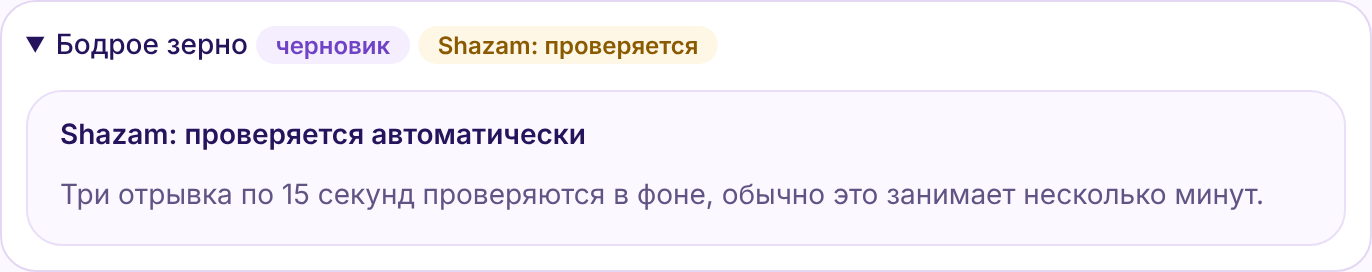 Бодрое зерно черновик Shazam: проверяется
Shazam: проверяется автоматически
Три отрывка по 15 секунд проверяются в фоне, обычно это занимает несколько минут.